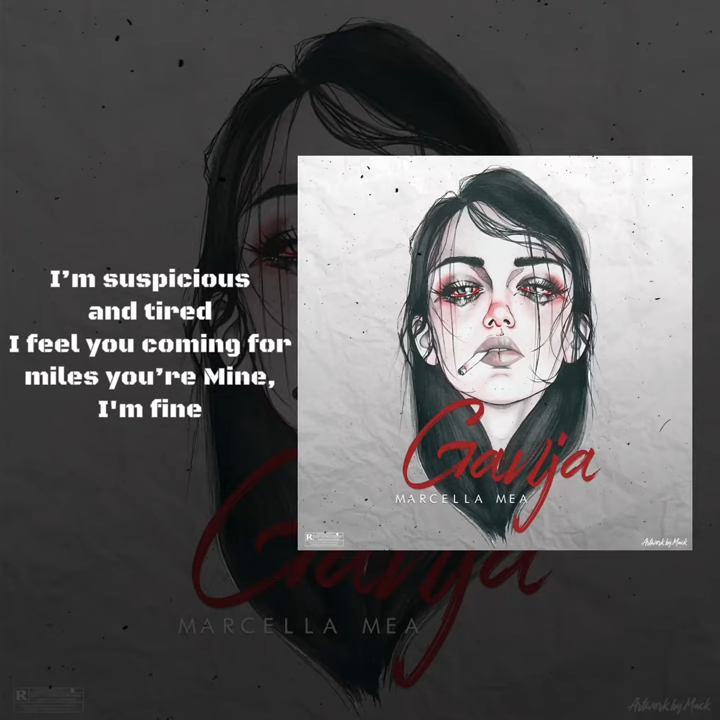 I’m suspicious
and tired
I feel you coming for
miles you’re Mine,
I'm fine
Ganja
MARCELLA MEA
R
Artwork by Mack
Ganja
MARCELLA MEA
R
Artwork by Mack